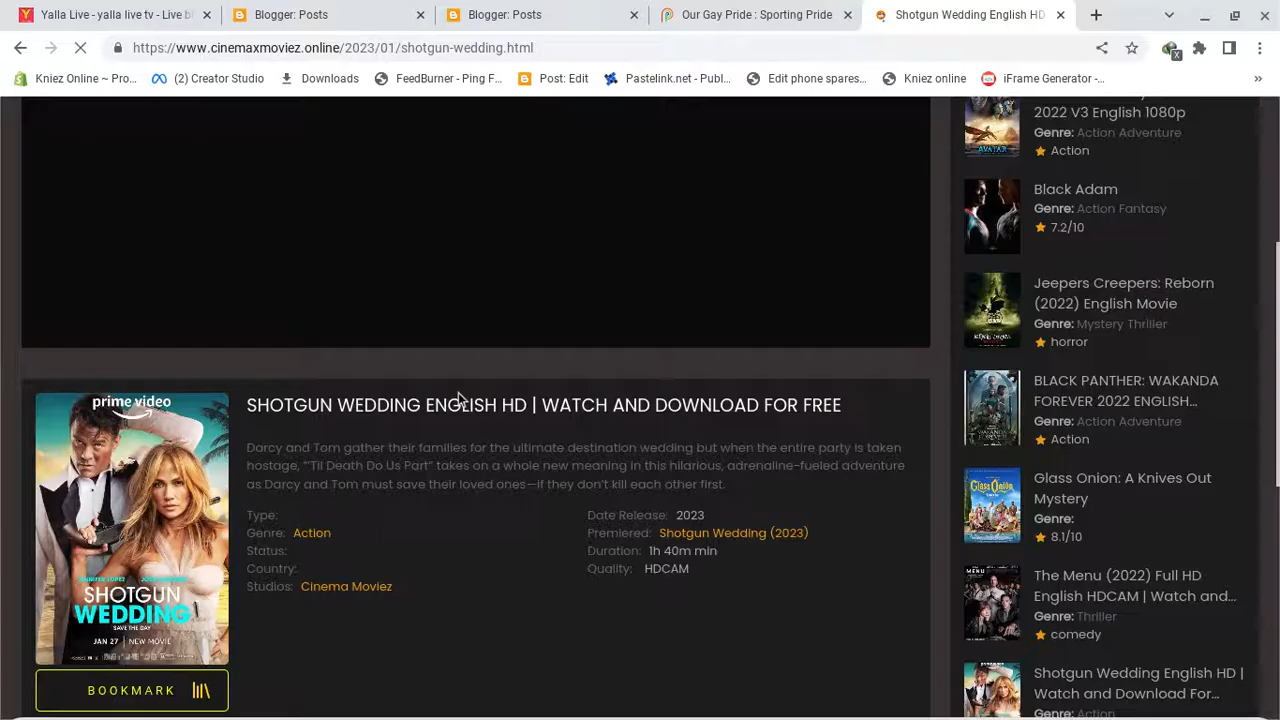 Yalla Live - yalla live tv - Live bl
Blogger: Posts
Blogger: Posts
Our Gay Pride : Sporting Pride
Shotgun Wedding English HD
https://www.cinemaxmoviez.online/2023/01/shotgun-wedding.html
Kniez Online ~ Pro...
(2) Creator Studio
Downloads
FeedBurner - Ping F...
Post: Edit
Pastelink.net - Publ...
Edit phone spares...
Kniez online
iFrame Generator -...
2022 V3 English 1080p
Genre: Action Adventure
Action
Black Adam
Genre: Action Fantasy
7.2/10
Jeepers Creepers: Reborn
(2022) English Movie
Genre: Mystery Thriller
horror
BLACK PANTHER: WAKANDA
FOREVER 2022 ENGLISH...
Genre: Action Adventure
Action
Glass Onion: A Knives Out
Mystery
Genre:
8.1/10
The Menu (2022) Full HD
English HDCAM | Watch and...
Genre: Thriller
comedy
Shotgun Wedding English HD |
Watch and Download For...
Genre: Action
prime video
JENNIFER LOPEZ
SHOTGUN
WEDDING
SAVE THE DAY
JAN 27 | NEW MOVIE
BOOKMARK
SHOTGUN WEDDING ENGLISH HD | WATCH AND DOWNLOAD FOR FREE
Darcy and Tom gather their families for the ultimate destination wedding but when the entire party is taken
hostage, "'Til Death Do Us Part" takes on a whole new meaning in this hilarious, adrenaline-fueled adventure
as Darcy and Tom must save their loved ones—if they don't kill each other first.
Type:
Genre: Action
Status:
Country:
Studios: Cinema Moviez
Date Release: 2023
Premiered: Shotgun Wedding (2023)
Duration: 1h 40m min
Quality: HDCAM